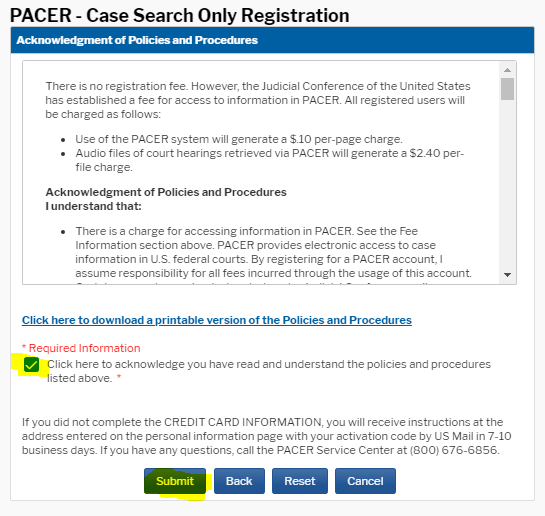 PACER - Case Search Only Registration
Acknowledgment of Policies and Procedures
There is no registration fee. However, the Judicial Conference of the United States
has established a fee for access to information in PACER. All registered users will
be charged as follows:
• Use of the PACER system will generate a $.10 per-page charge.
• Audio files of court hearings retrieved via PACER will generate a $2.40 per-
file charge.
Acknowledgment of Policies and Procedures
I understand that:
• There is a charge for accessing information in PACER. See the Fee
Information section above. PACER provides electronic access to case
information in U.S. federal courts. By registering for a PACER account, I
assume responsibility for all fees incurred through the usage of this account.
Click here to download a printable version of the Policies and Procedures
* Required Information
Click here to acknowledge you have read and understand the policies and procedures
listed above. *
If you did not complete the CREDIT CARD INFORMATION, you will receive instructions at the
address entered on the personal information page with your activation code by US Mail in 7-10
business days. If you have any questions, call the PACER Service Center at (800) 676-6856.
Submit Back Reset Cancel